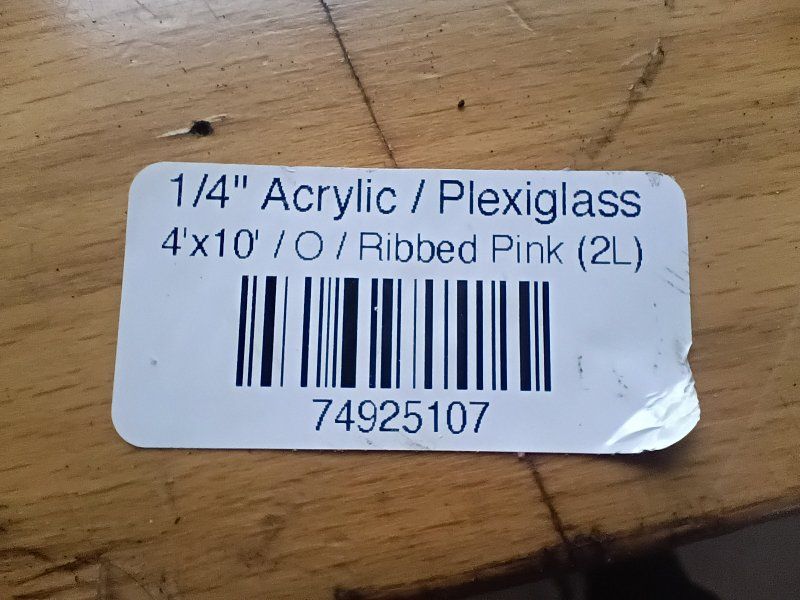 1/4" Acrylic / Plexiglass
4'x10' / O / Ribbed Pink (2L)
74925107